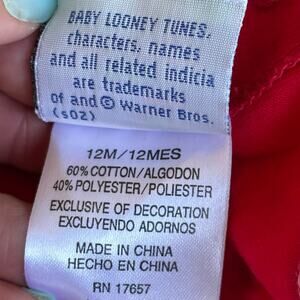 BABY LOONEY TUNES,
characters, names
and all related indicia
are trademarks
of and © Warner Bros.
(s02)
12M/12MES
60% COTTON/ALGODON
40% POLYESTER/POLIESTER
EXCLUSIVE OF DECORATION
EXCLUYENDO ADORNOS
MADE IN CHINA
HECHO EN CHINA
RN 17657